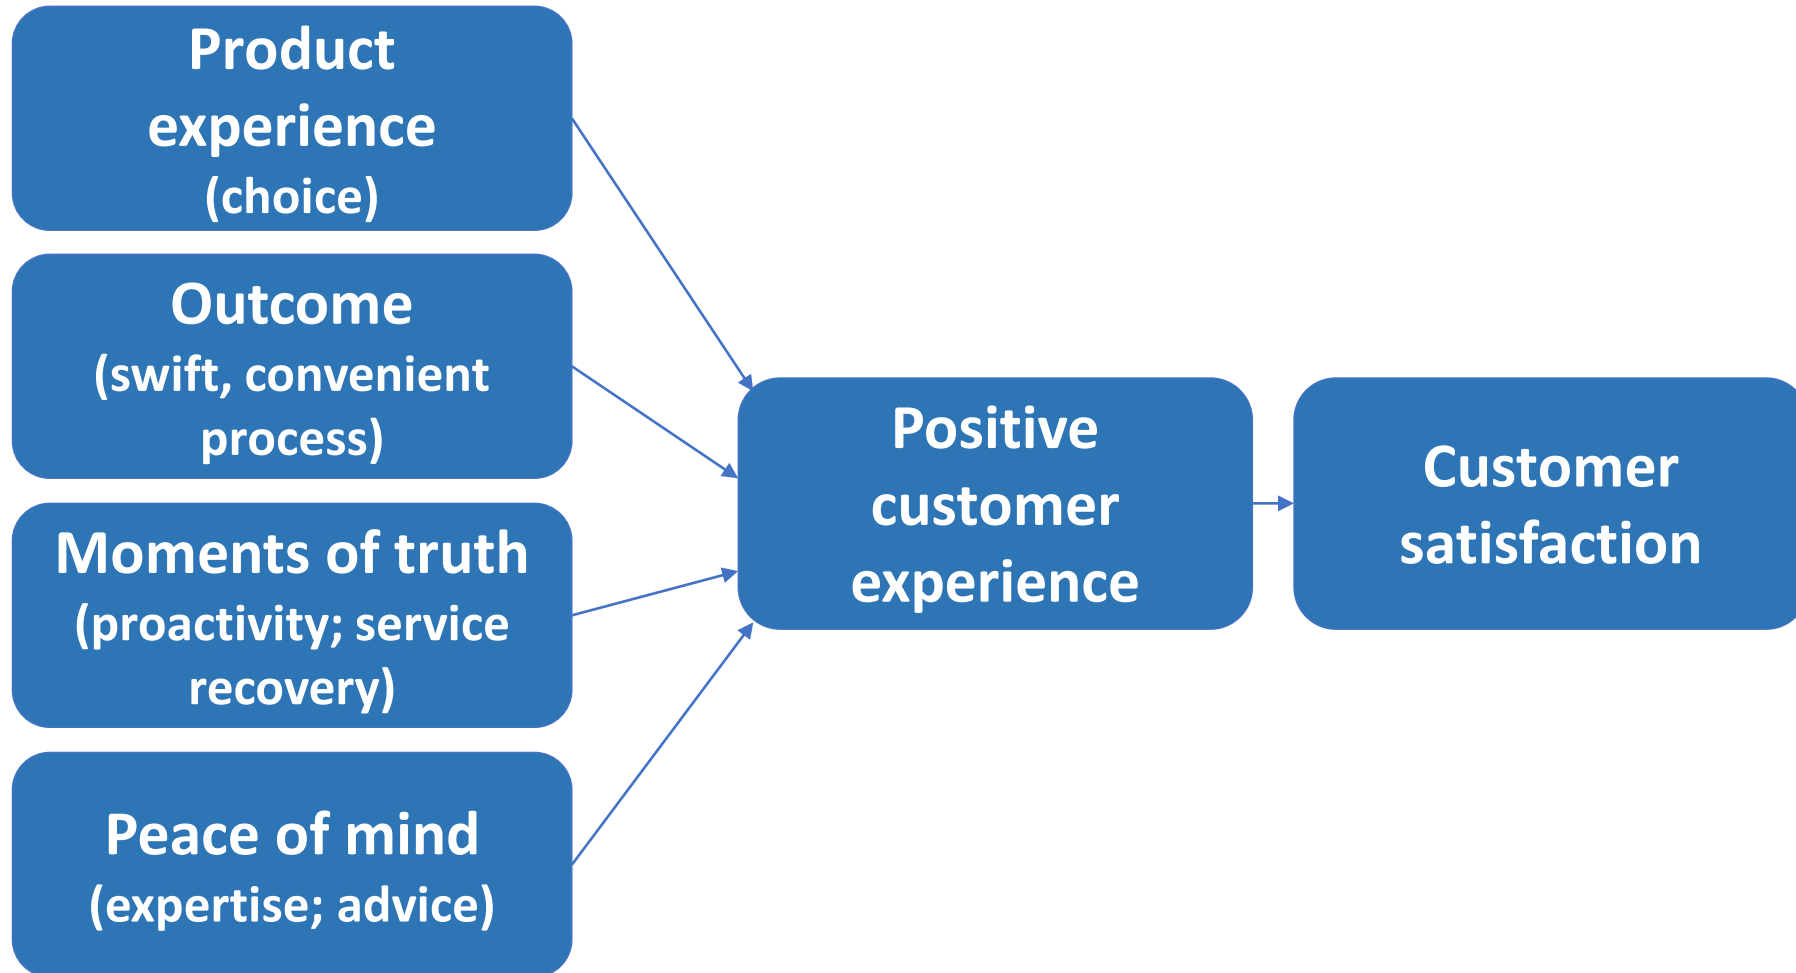 Product
experience
(choice)
Outcome
(swift, convenient
process)
Moments of truth
(proactivity; service
recovery)
Peace of mind
(expertise; advice)
Positive
customer
experience
Customer
satisfaction